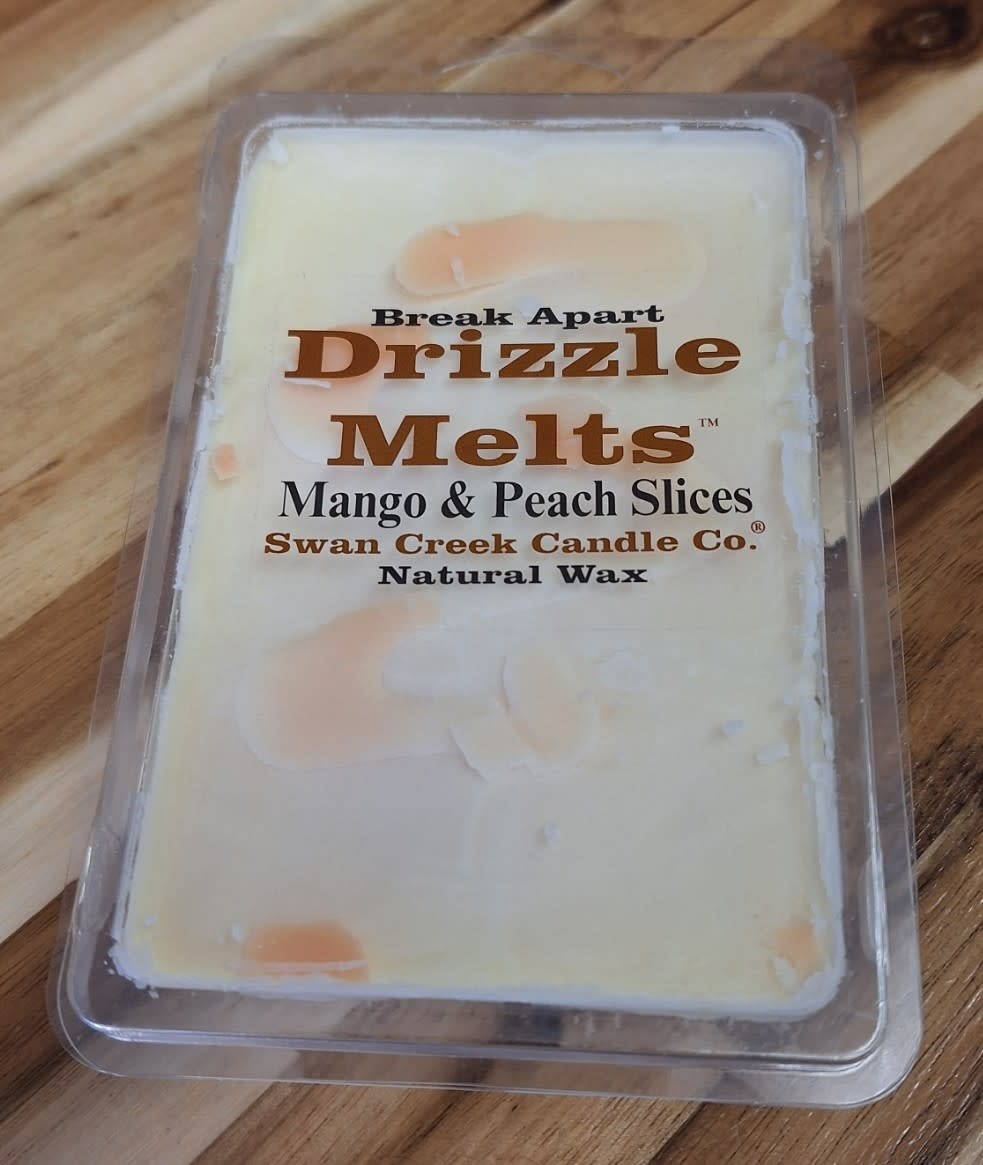 Break Apart
Drizzle
Melts™
Mango & Peach Slices
Swan Creek Candle Co.®
Natural Wax